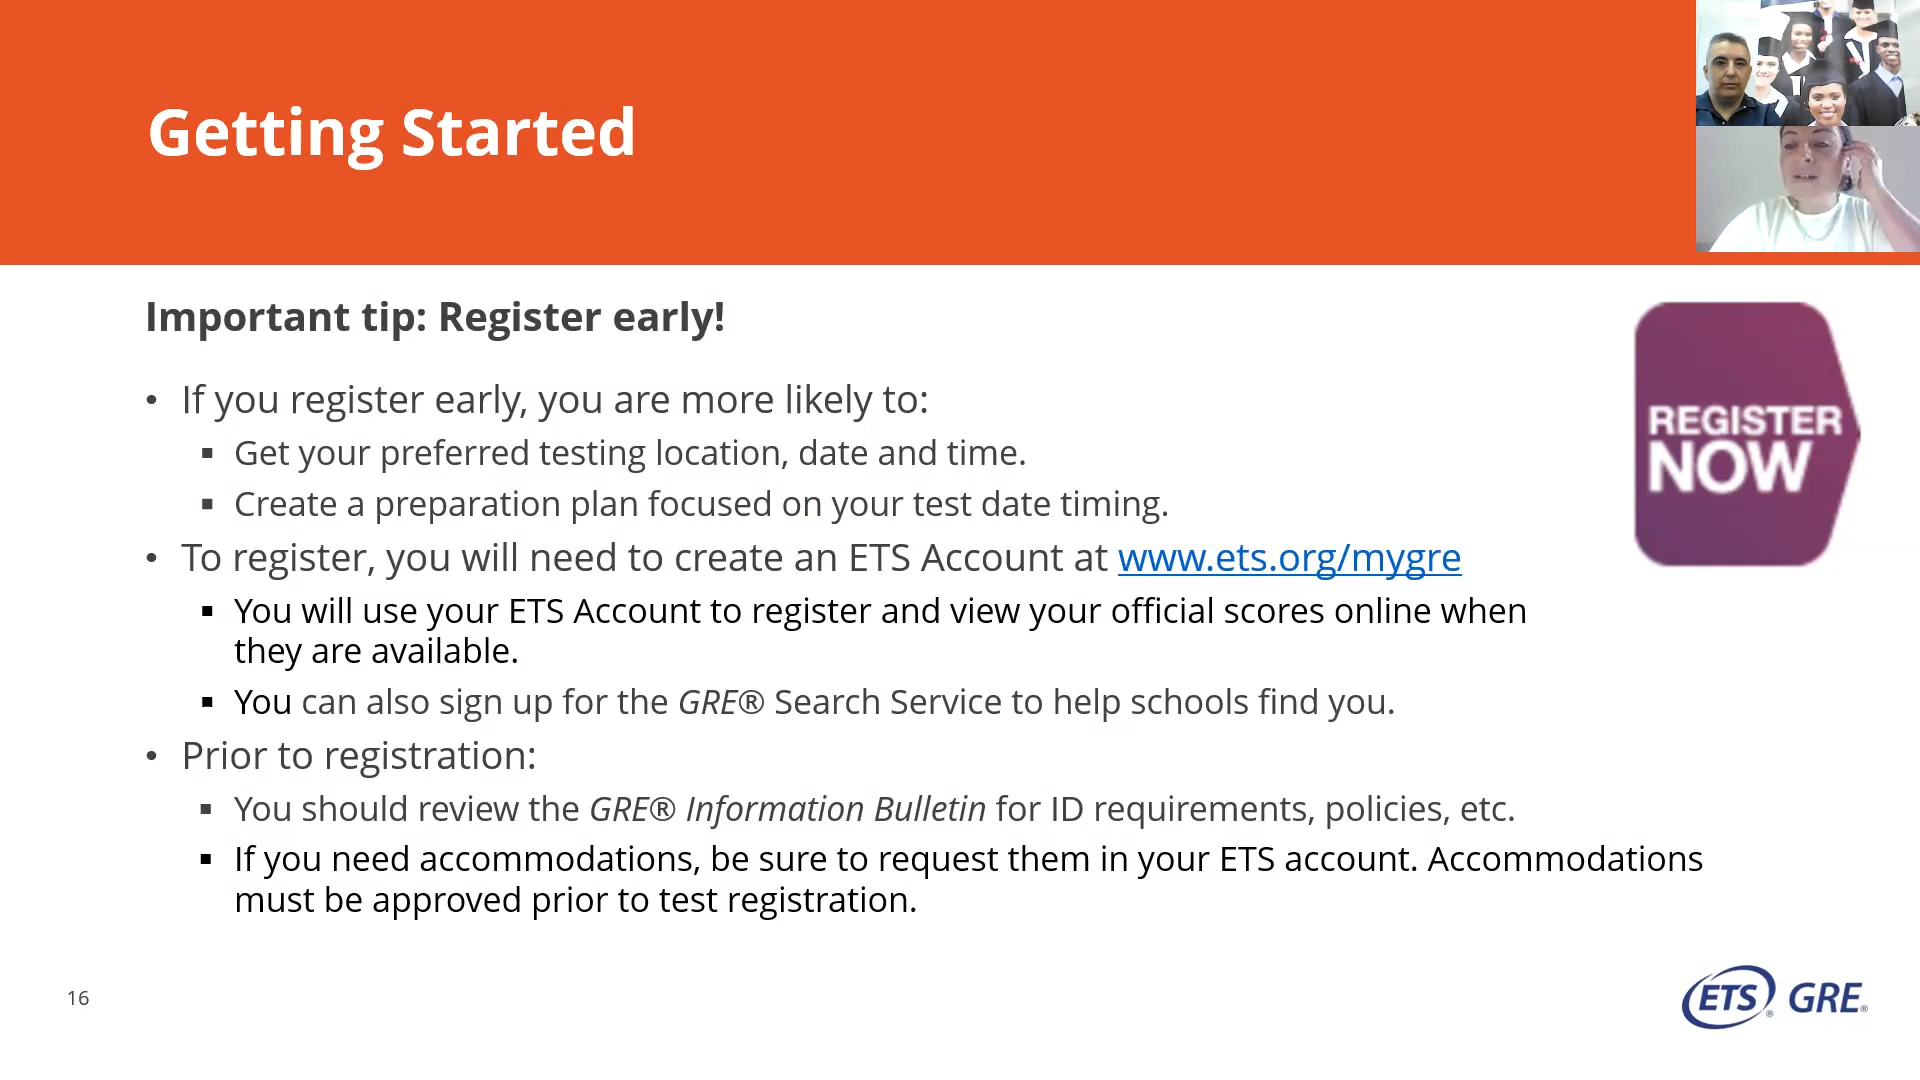 Getting Started
Important tip: Register early!
• If you register early, you are more likely to:
▪ Get your preferred testing location, date and time.
▪ Create a preparation plan focused on your test date timing.
• To register, you will need to create an ETS Account at www.ets.org/mygre
▪ You will use your ETS Account to register and view your official scores online when
they are available.
▪ You can also sign up for the GRE® Search Service to help schools find you.
• Prior to registration:
▪ You should review the GRE® Information Bulletin for ID requirements, policies, etc.
▪ If you need accommodations, be sure to request them in your ETS account. Accommodations
must be approved prior to test registration.
REGISTER
NOW
16
ETS® GRE®